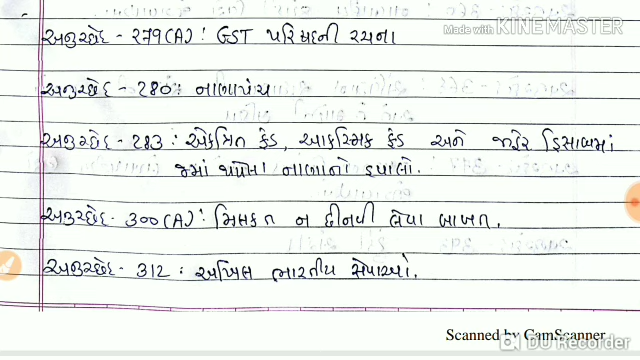 Made with KINEMASTER
અનુચ્છેદ - 279(A): GST પરિષદની રચના
અનુચ્છેદ - 280: નાણાપંચ
અનુચ્છેદ - 283: એકત્રિત ફંડ, આકસ્મિક ફંડ અને જાહેર હિસાબમાં
જમાં થયેલા નાણાનો હવાલો.
અનુચ્છેદ - 300(A): મિલકત ન છીનવી લેવા બાબત.
અનુચ્છેદ - 312: અખિલ ભારતીય સેવાઓ.
Scanned by CamScanner
DU Recorder